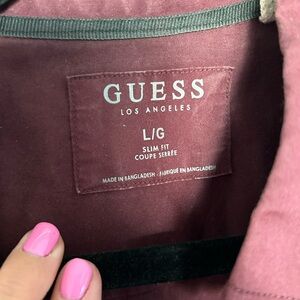 GUESS
LOS ANGELES
L/G
SLIM FIT
COUPE SERRÉE
MADE IN BANGLADESH - FABRIQUÉ EN BANGLADESH